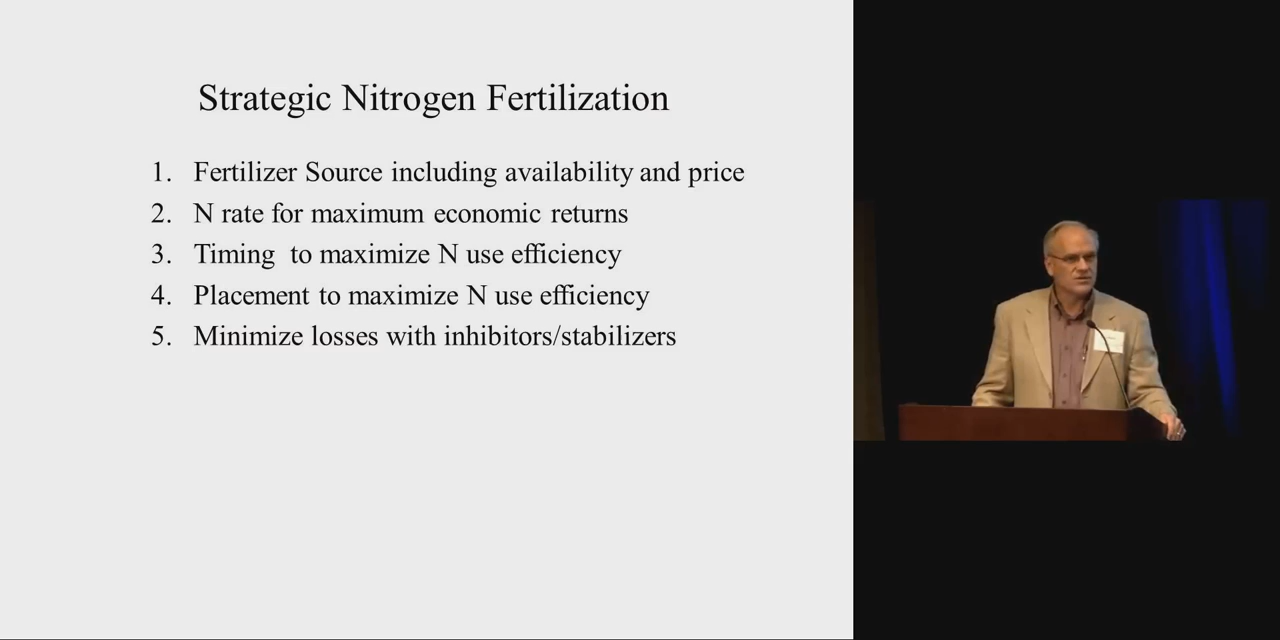 Strategic Nitrogen Fertilization
1. Fertilizer Source including availability and price
2. N rate for maximum economic returns
3. Timing to maximize N use efficiency
4. Placement to maximize N use efficiency
5. Minimize losses with inhibitors/stabilizers